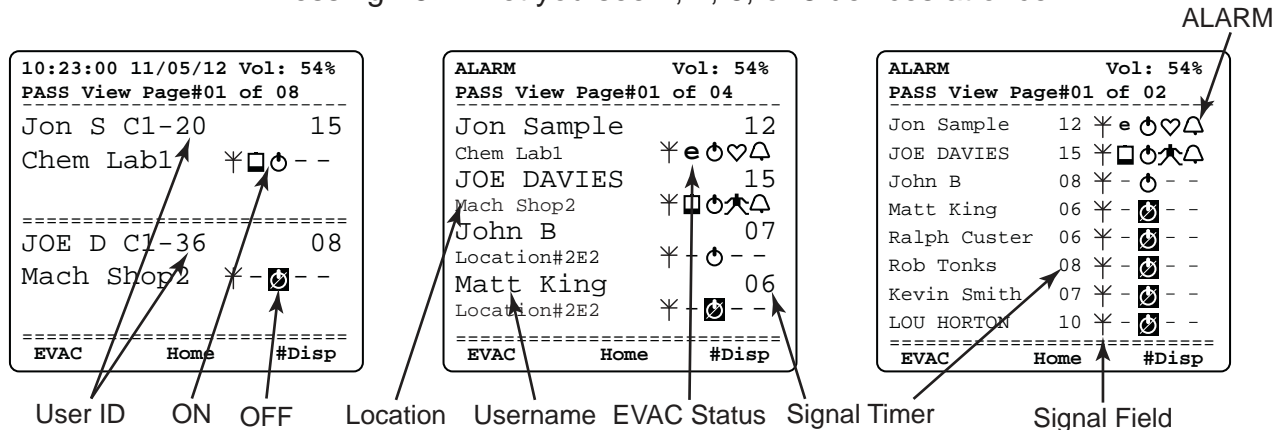 ALARM
10:23:00 11/05/12 Vol: 54%
PASS View Page#01 of 08
Jon S C1-20 15
Chem Lab1 - -
JOE D C1-36 08
Mach Shop2 - - -
EVAC Home #Disp
ALARM Vol: 54%
PASS View Page#01 of 04
Jon Sample 12
Chem Lab1 e
JOE DAVIES 15
Mach Shop2
John B 07
Location#2E2 - - -
Matt King 06
Location#2E2 - - -
EVAC Home #Disp
ALARM Vol: 54%
PASS View Page#01 of 02
Jon Sample 12 e
JOE DAVIES 15
John B 08 - - -
Matt King 06 - - -
Ralph Custer 06 - - -
Rob Tonks 08 - - -
Kevin Smith 07 - - -
LOU HORTON 10 - - -
EVAC Home #Disp
User ID ON OFF Location Username EVAC Status Signal Timer Signal Field